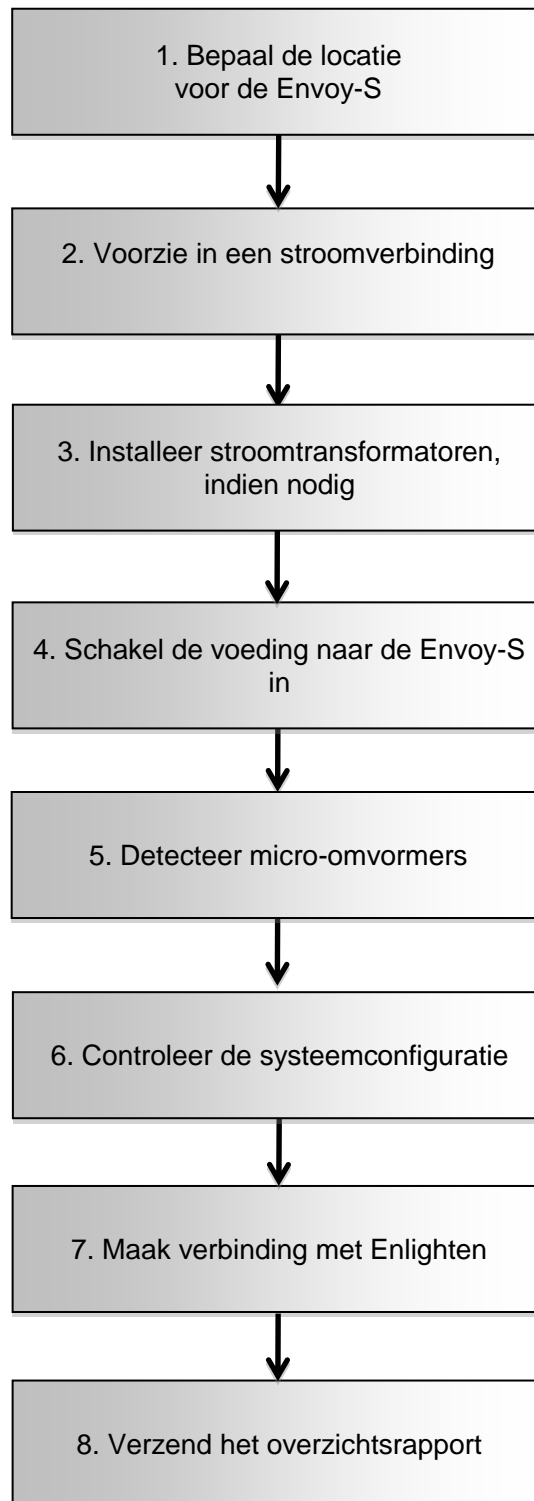 1. Bepaal de locatie
voor de Envoy-S
2. Voorzie in een stroomverbinding
3. Installeer stroomtransformatoren,
indien nodig
4. Schakel de voeding naar de Envoy-S
in
5. Detecteer micro-omvormers
6. Controleer de systeemconfiguratie
7. Maak verbinding met Enlighten
8. Verzend het overzichtsrapport